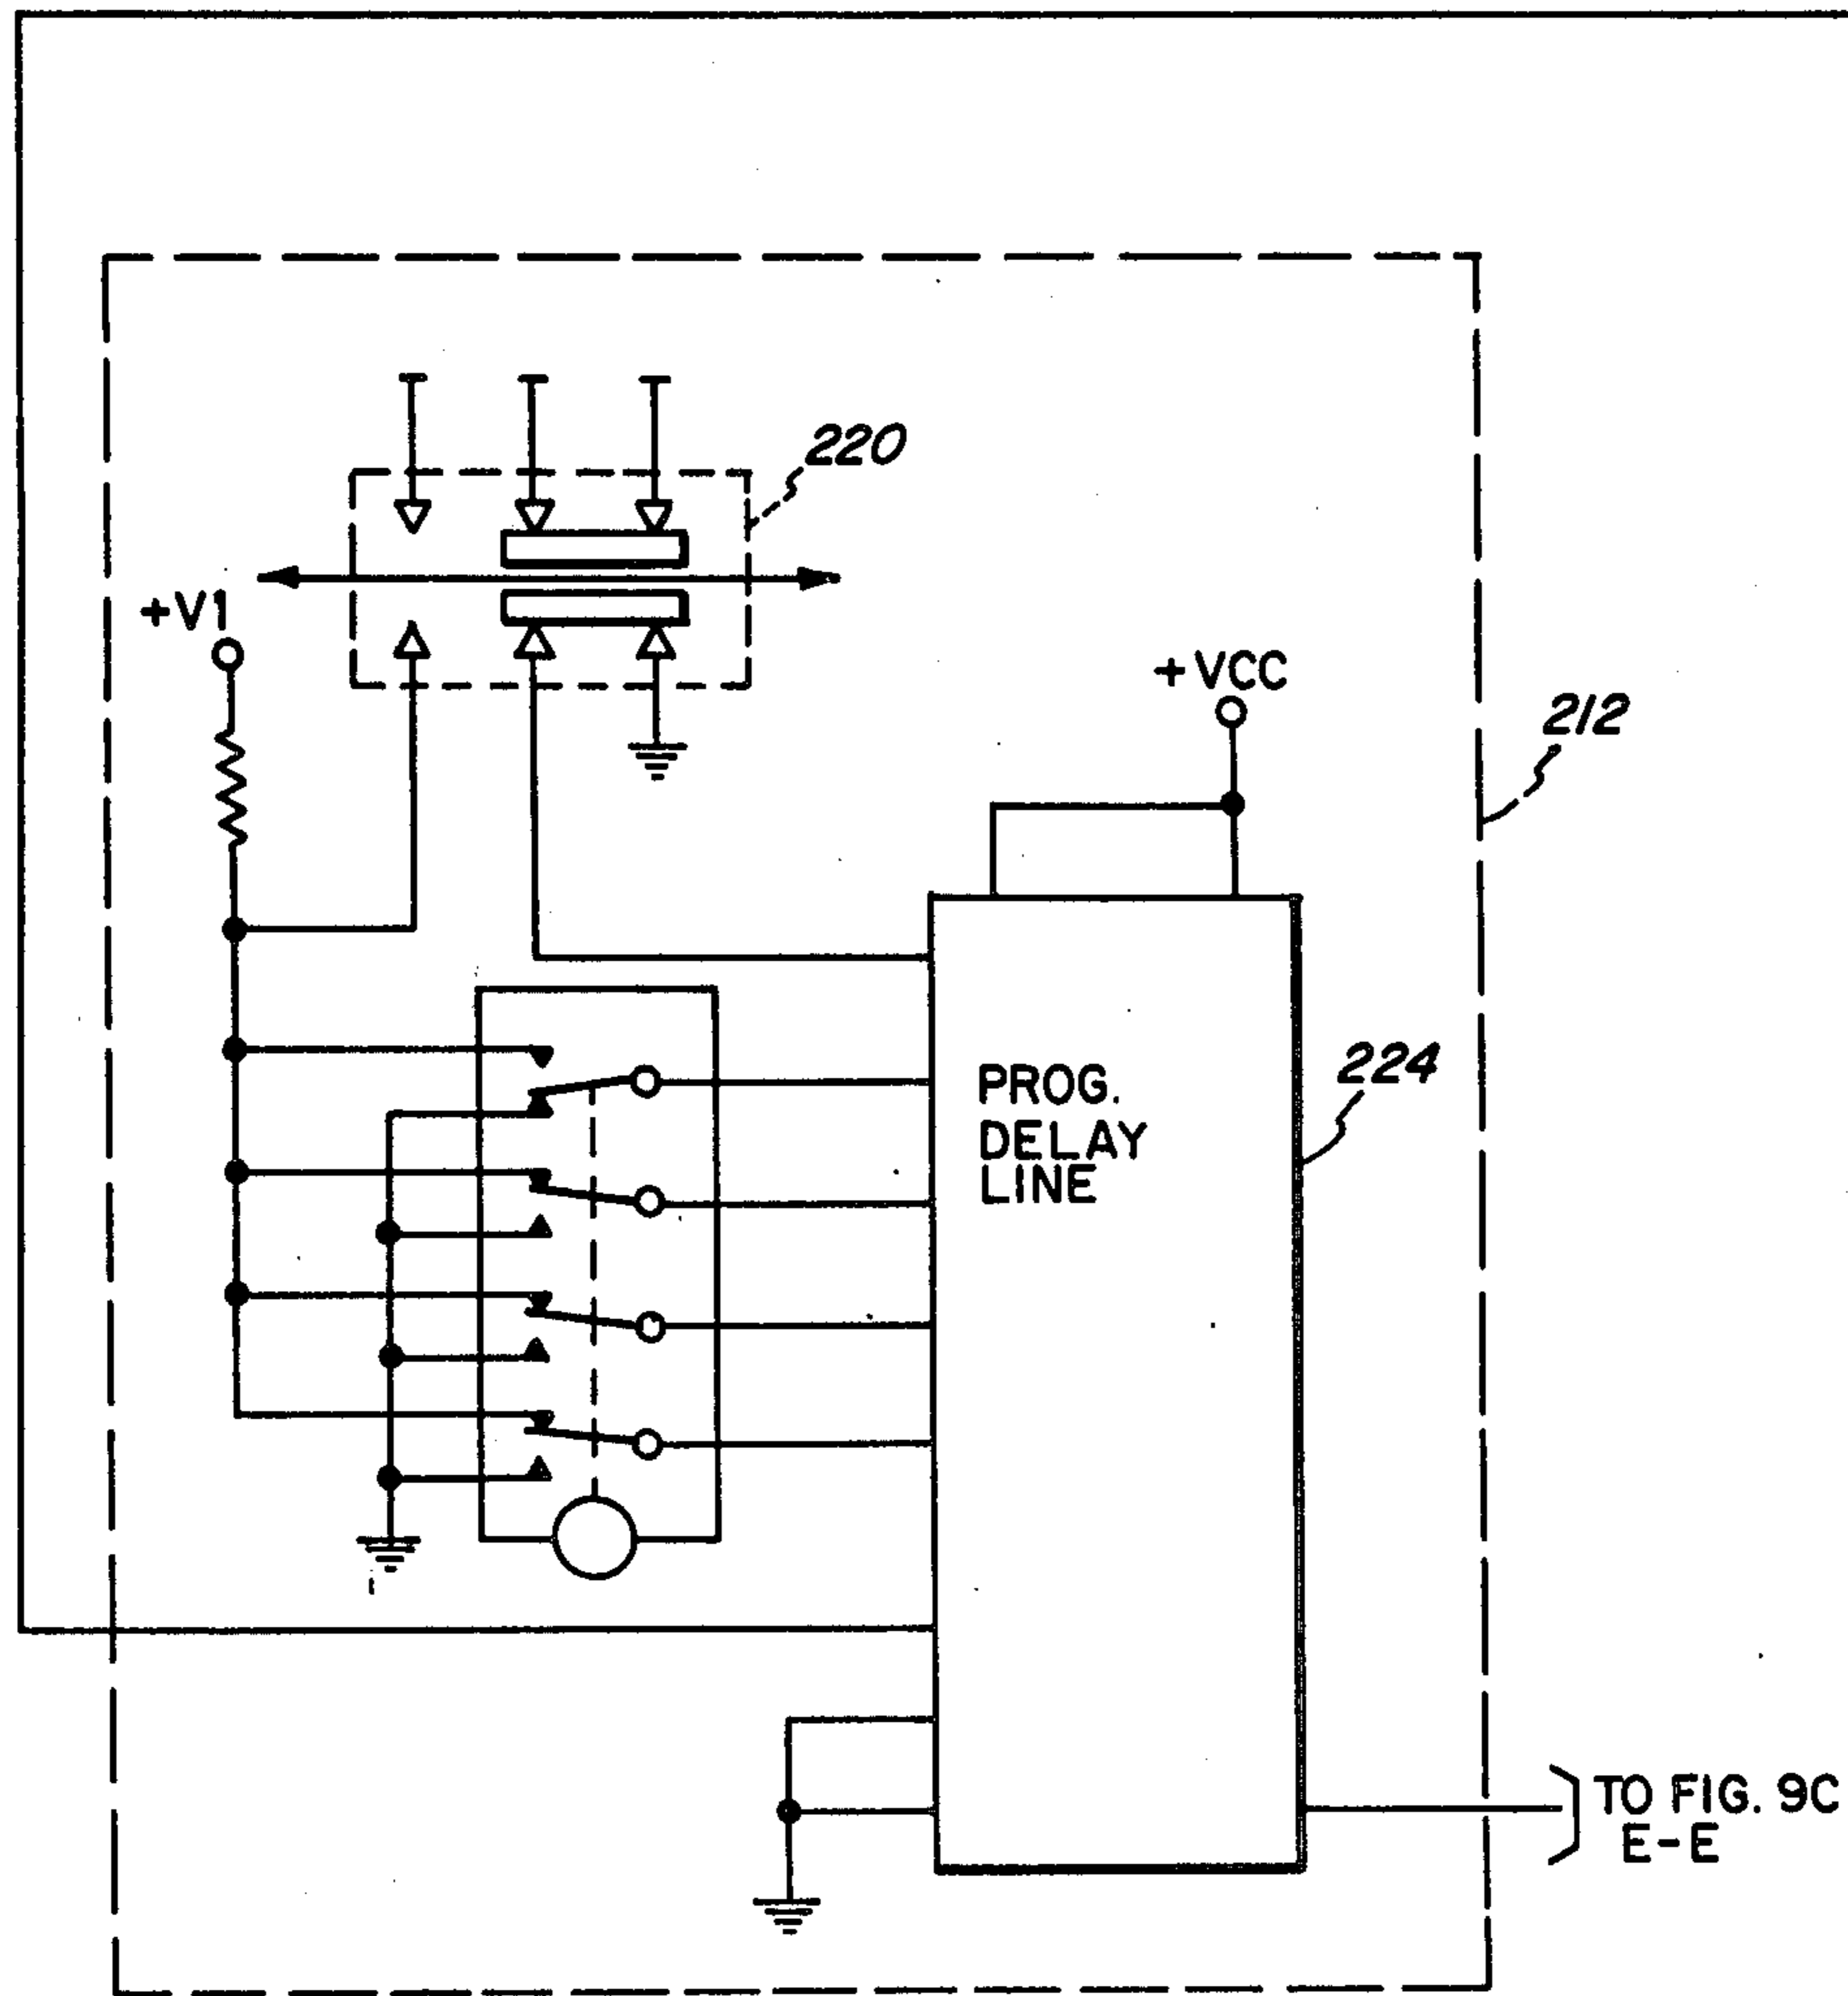 220
+V1
+VCC
212
224
PROG.
DELAY
LINE
TO FIG. 9C
E-E